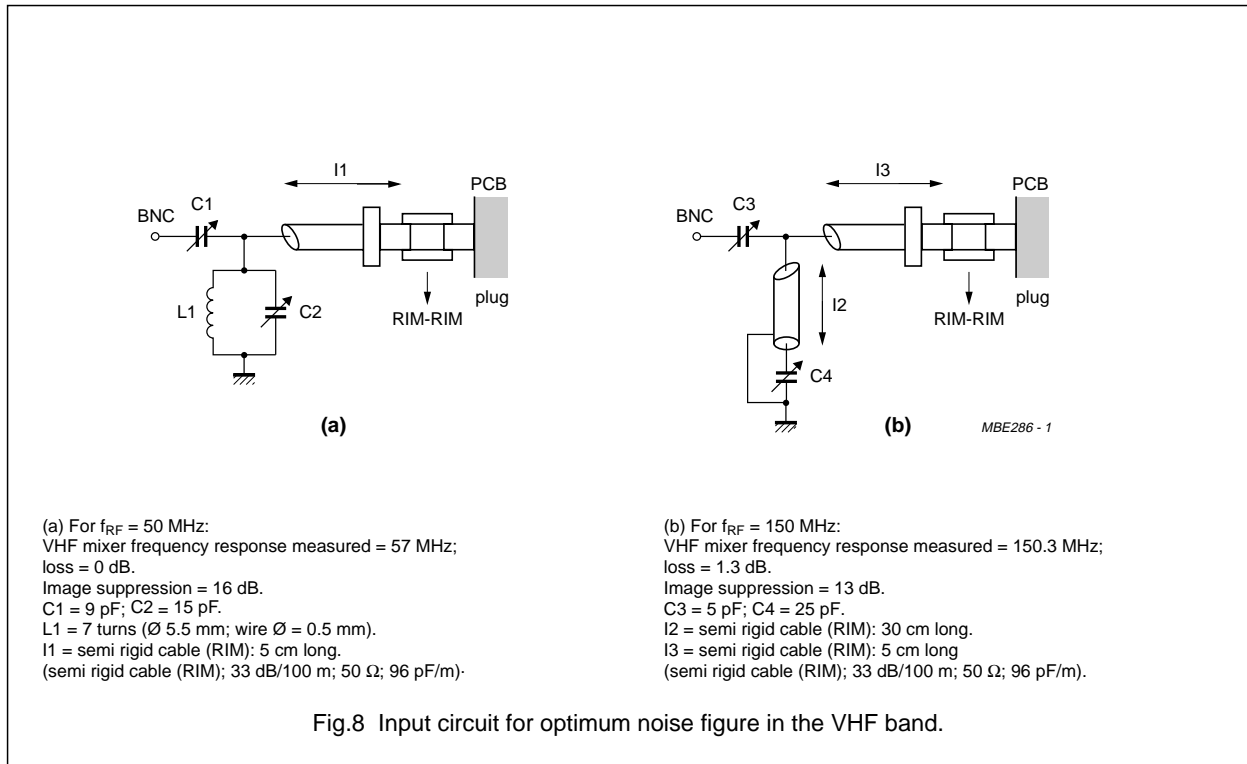 I1
PCB
C1
BNC
L1
C2
plug
RIM-RIM
(a)
I3
PCB
C3
BNC
I2
plug
RIM-RIM
C4
(b)
MBE286 - 1
(a) For fRF = 50 MHz:
VHF mixer frequency response measured = 57 MHz;
loss = 0 dB.
Image suppression = 16 dB.
C1 = 9 pF; C2 = 15 pF.
L1 = 7 turns (Ø 5.5 mm; wire Ø = 0.5 mm).
I1 = semi rigid cable (RIM): 5 cm long.
(semi rigid cable (RIM); 33 dB/100 m; 50 Ω; 96 pF/m).
(b) For fRF = 150 MHz:
VHF mixer frequency response measured = 150.3 MHz;
loss = 1.3 dB.
Image suppression = 13 dB.
C3 = 5 pF; C4 = 25 pF.
I2 = semi rigid cable (RIM): 30 cm long.
I3 = semi rigid cable (RIM): 5 cm long
(semi rigid cable (RIM); 33 dB/100 m; 50 Ω; 96 pF/m).
Fig.8 Input circuit for optimum noise figure in the VHF band.